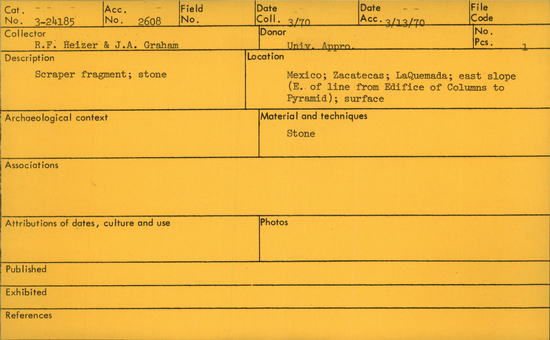 Cat. No. 3-24185 Acc. No. 2608 Field No. Date Coll. 3/70 Date Acc. 3/13/70 File Code
Collector Donor No. Pcs. 1
R.F. Heizer & J.A. Graham Univ. Appro.
Description Location
Scraper fragment; stone Mexico; Zacatecas; LaQuemada; east slope
(E. of line from Edifice of Columns to
Pyramid); surface
Archaeological context Material and techniques
Stone
Associations
Attributions of dates, culture and use Photos
Published
Exhibited
References